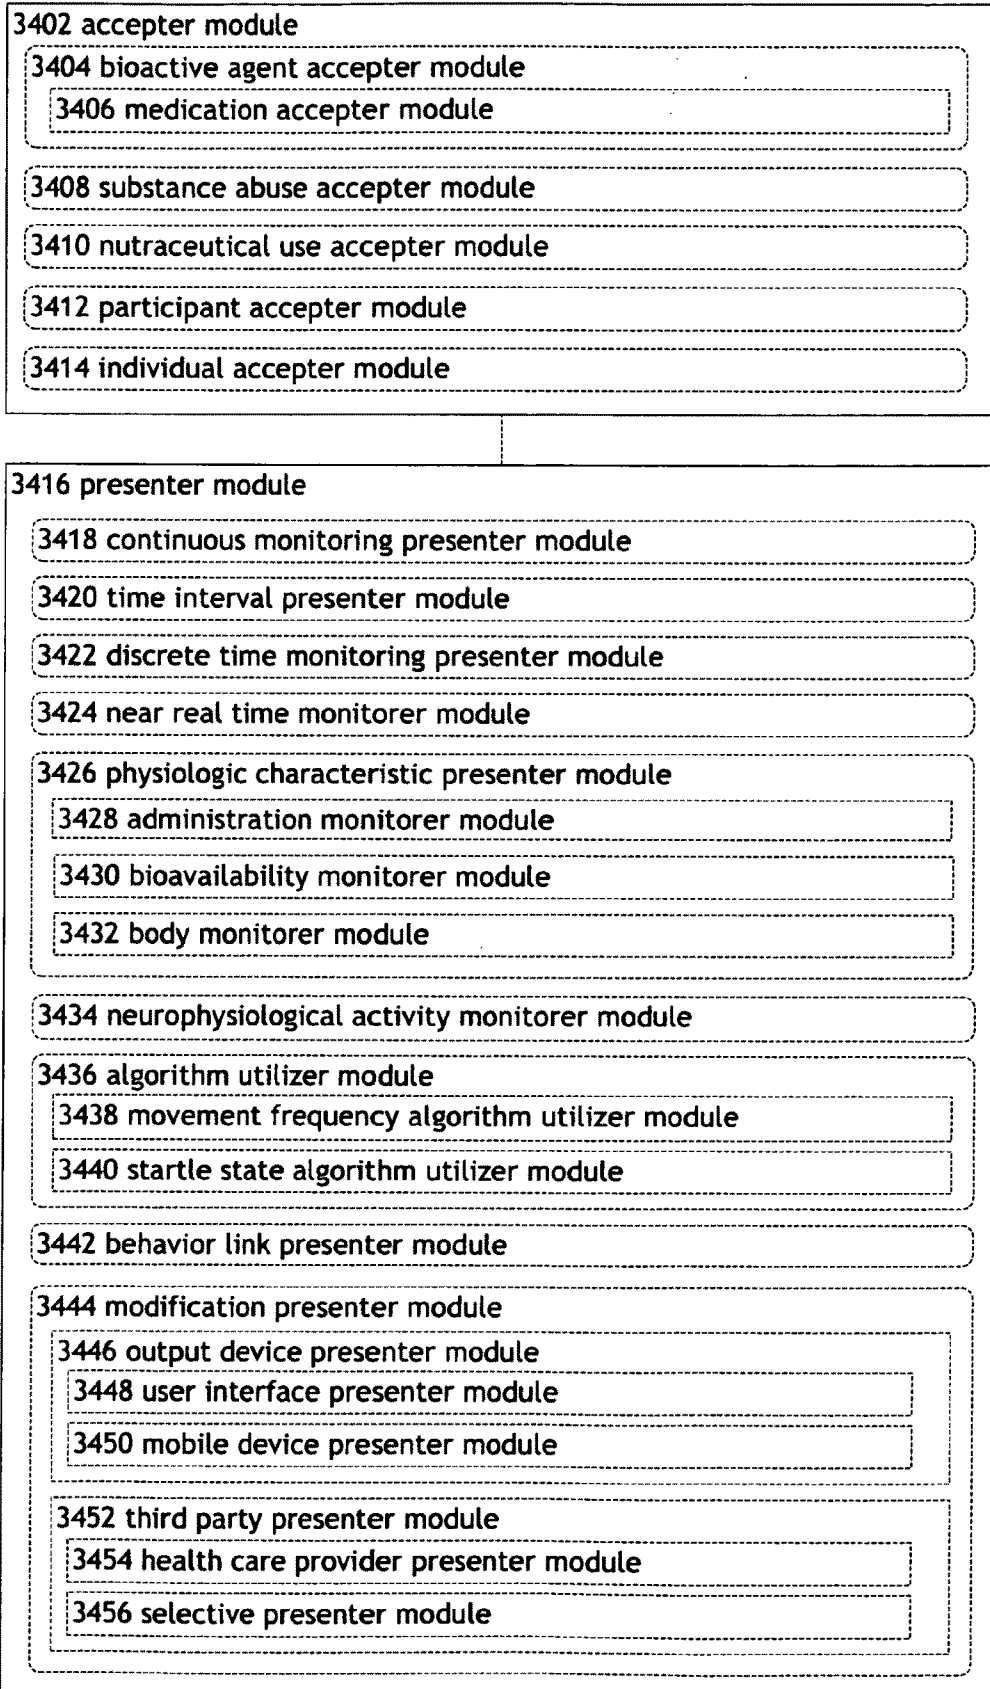 3402 accepter module
3404 bioactive agent accepter module
3406 medication accepter module
3408 substance abuse accepter module
3410 nutraceutical use accepter module
3412 participant accepter module
3414 individual accepter module
3416 presenter module
3418 continuous monitoring presenter module
3420 time interval presenter module
3422 discrete time monitoring presenter module
3424 near real time monitorer module
3426 physiologic characteristic presenter module
3428 administration monitorer module
3430 bioavailability monitorer module
3432 body monitorer module
3434 neurophysiological activity monitorer module
3436 algorithm utilizer module
3438 movement frequency algorithm utilizer module
3440 startle state algorithm utilizer module
3442 behavior link presenter module
3444 modification presenter module
3446 output device presenter module
3448 user interface presenter module
3450 mobile device presenter module
3452 third party presenter module
3454 health care provider presenter module
3456 selective presenter module